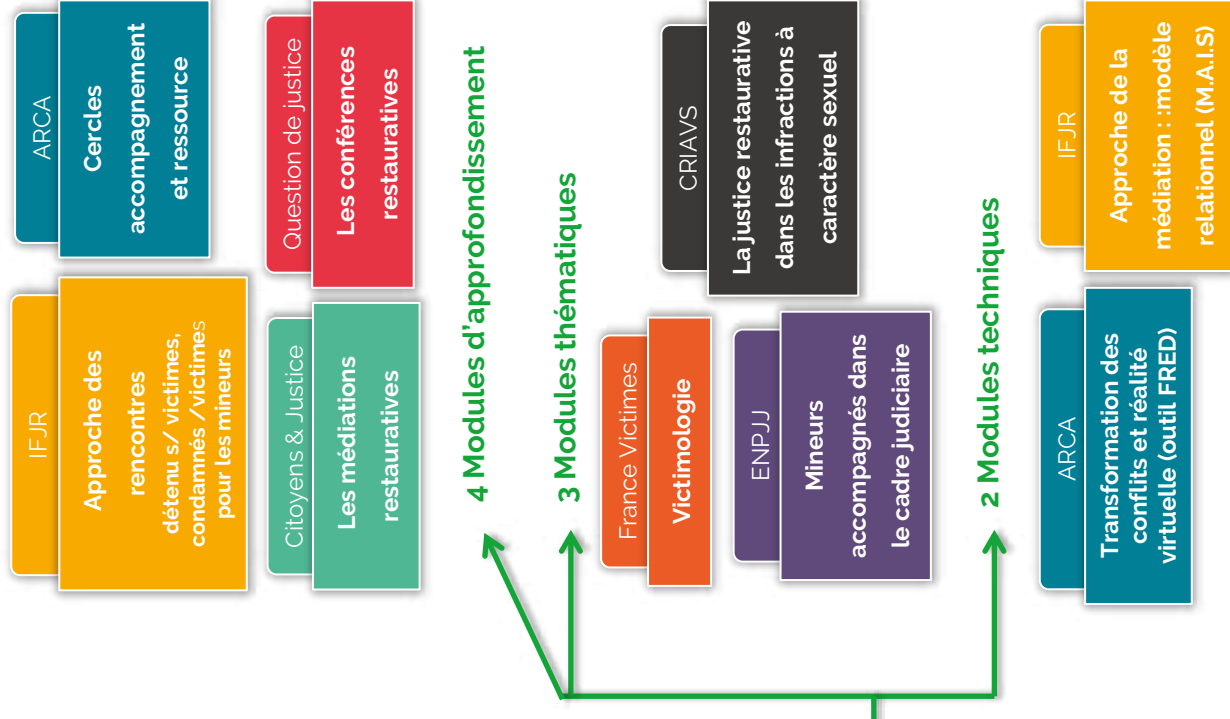 IFJR
Approche des
rencontres
détenu s/ victimes,
condamnés /victimes
pour les mineurs
ARCA
Cercles
accompagnement
et ressource
Citoyens & Justice
Les médiations
restauratives
Question de justice
Les conférences
restauratives
4 Modules d'approfondissement
3 Modules thématiques
France Victimes
Victimologie
ENPJJ
Mineurs
accompagnés dans
le cadre judiciaire
CRIAVS
La justice restaurative
dans les infractions à
caractère sexuel
2 Modules techniques
ARCA
Transformation des
conflits et réalité
virtuelle (outil FRED)
IFJR
Approche de la
médiation : :modèle
relationnel (M.A.I.S)